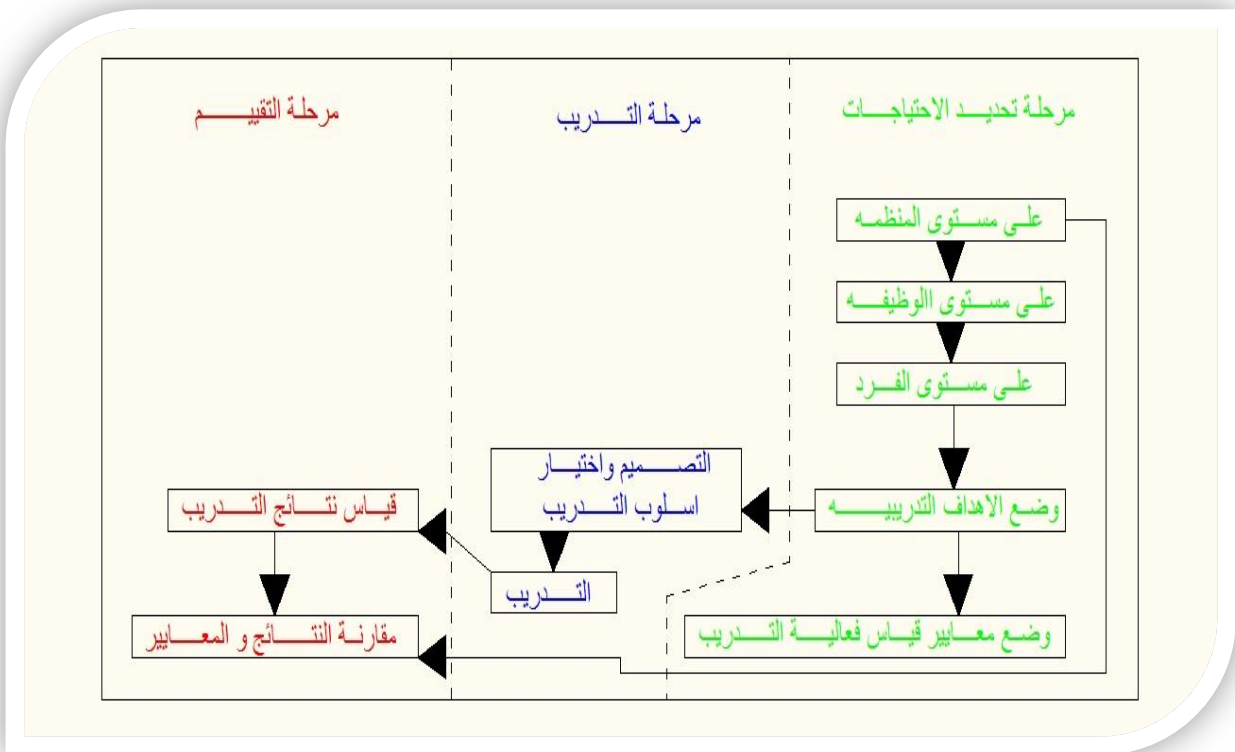 مرحلة تحديد الاحتياجات
على مستوى المنظمه
على مستوى االوظيفه
على مستوى الفرد
وضع الاهداف التدريبيه
وضع معايير قياس فعالية التدريب
مرحلة التدريب
التصميم واختيار
اسلوب التدريب
التدريب
مرحلة التقييم
قياس نتائج التدريب
مقارنة النتائج و المعايير